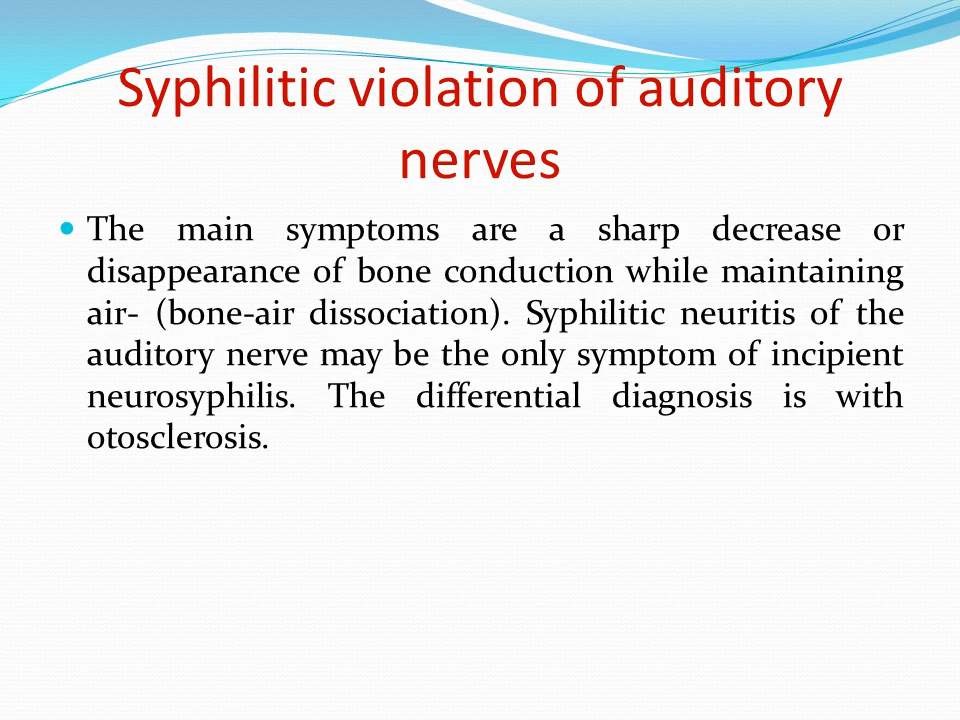 Syphilitic violation of auditory
nerves
• The main symptoms are a sharp decrease or
disappearance of bone conduction while maintaining
air- (bone-air dissociation). Syphilitic neuritis of the
auditory nerve may be the only symptom of incipient
neurosyphilis. The differential diagnosis is with
otosclerosis.